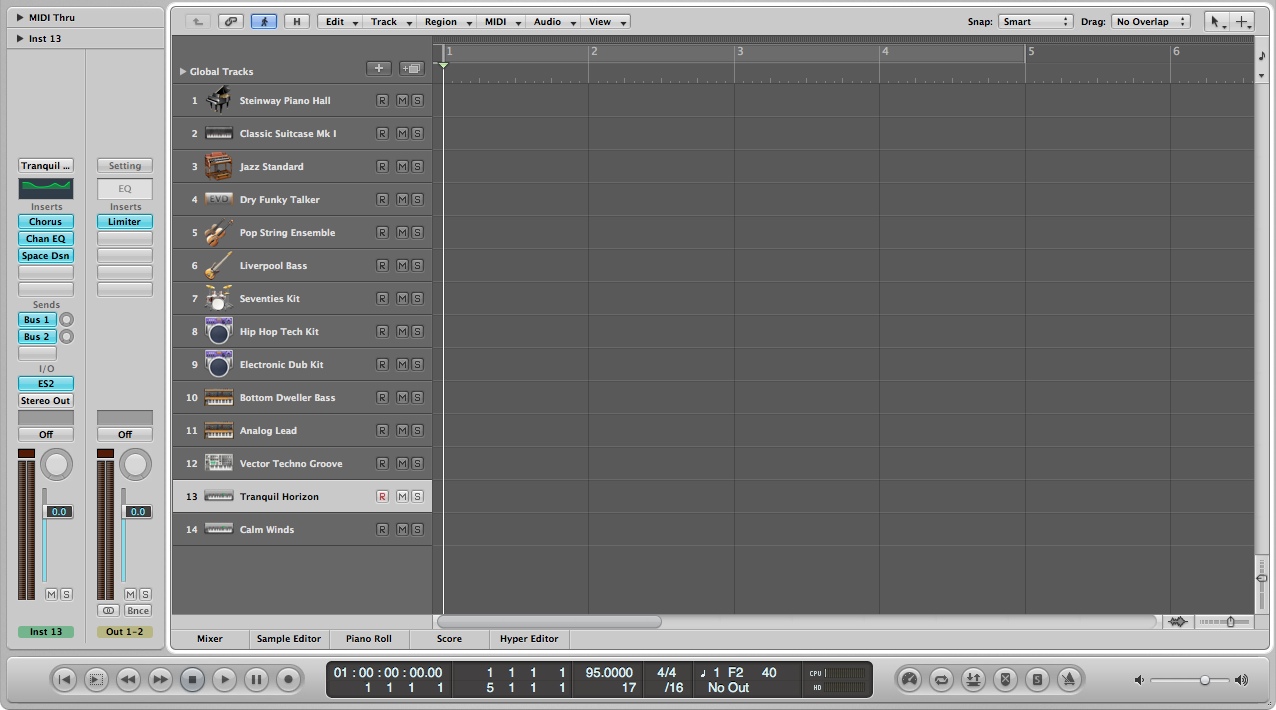 MIDI Thru
Inst 13
H Edit Track Region MIDI Audio View Snap: Smart Drag: No Overlap
1 2 3 4 5 6
Global Tracks
1 Steinway Piano Hall R M S
2 Classic Suitcase Mk I R M S
3 Jazz Standard R M S
4 EVD Dry Funky Talker R M S
5 Pop String Ensemble R M S
6 Liverpool Bass R M S
7 Seventies Kit R M S
8 Hip Hop Tech Kit R M S
9 Electronic Dub Kit R M S
10 Bottom Dweller Bass R M S
11 Analog Lead R M S
12 Vector Techno Groove R M S
13 Tranquil Horizon R M S
14 Calm Winds R M S
Tranquil ... Setting
EQ
Inserts Inserts
Chorus Limiter
Chan EQ
Space Dsn
Sends
Bus 1
Bus 2
I/O
ES2
Stereo Out
Off Off
0.0 0.0
M S M S
Bnce
Inst 13 Out 1-2
Mixer Sample Editor Piano Roll Score Hyper Editor
01 : 00 : 00 : 00.00 1 1 1 1 95.0000 4/4 1 F2 40 CPU
1 1 1 1 5 1 1 1 17 /16 No Out HD
S